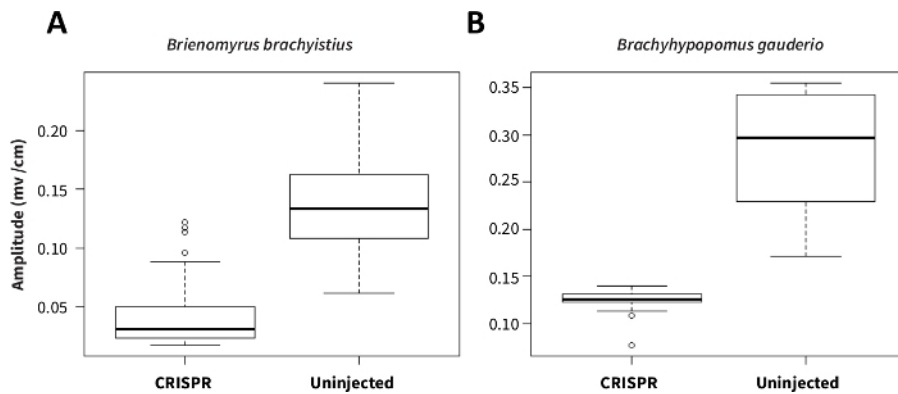 A
Brienomyrus brachyistius
Amplitude (mv /cm)
0.20
0.15
0.10
0.05
CRISPR
Uninjected
B
Brachyhypopomus gauderio
0.35
0.30
0.25
0.20
0.15
0.10
CRISPR
Uninjected